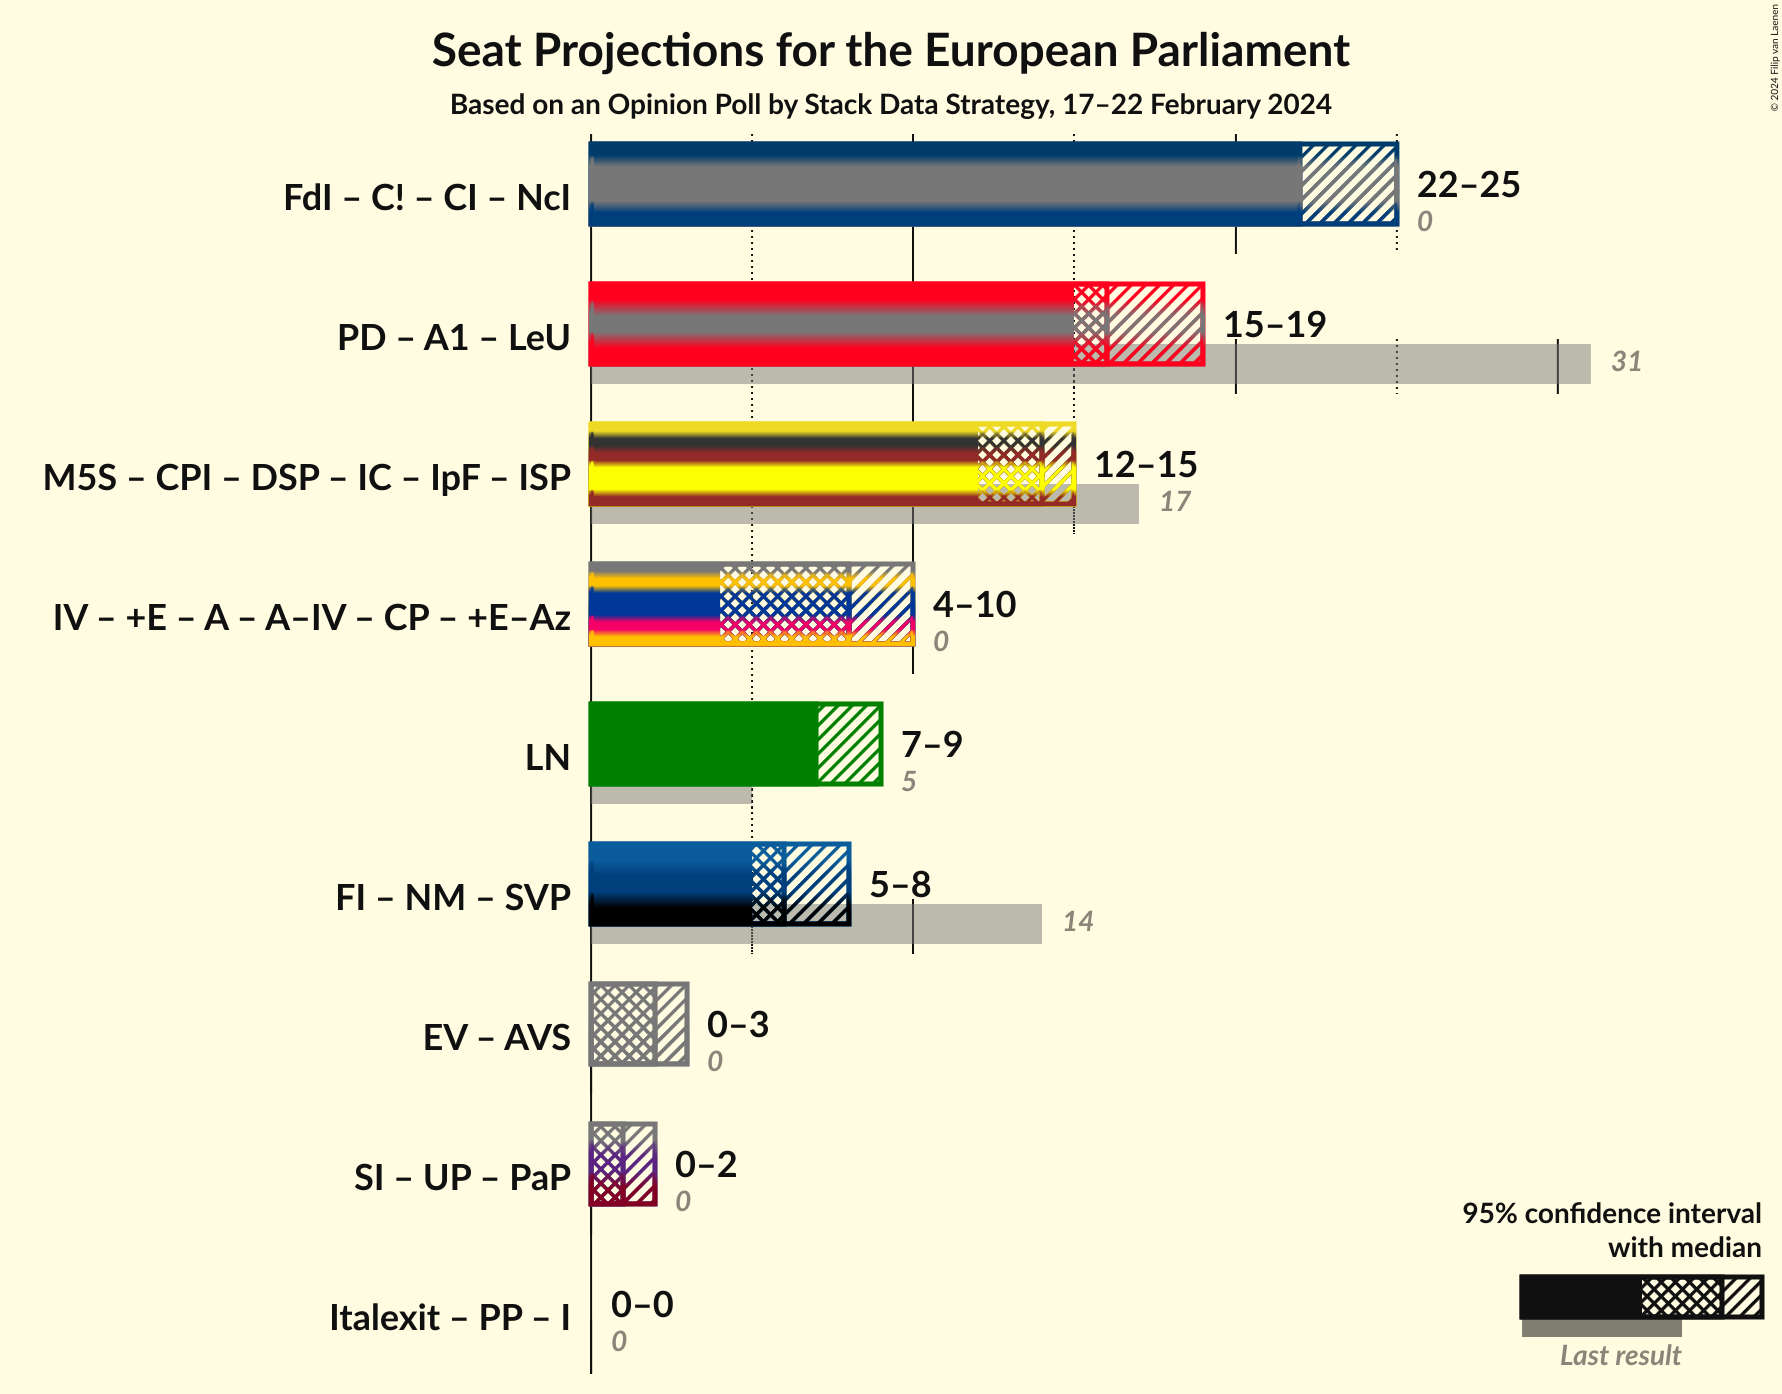 Seat Projections for the European Parliament
Based on an Opinion Poll by Stack Data Strategy, 17–22 February 2024
© 2024 Filip van Laenen
FdI – C! – CI – NcI
22–25
0
PD – A1 – LeU
15–19
31
M5S – CPI – DSP – IC – IpF – ISP
12–15
17
IV – +E – A – A–IV – CP – +E–Az
4–10
0
LN
7–9
5
FI – NM – SVP
5–8
14
EV – AVS
0–3
0
SI – UP – PaP
0–2
0
Italexit – PP – I
0–0
0
95% confidence interval
with median
Last result